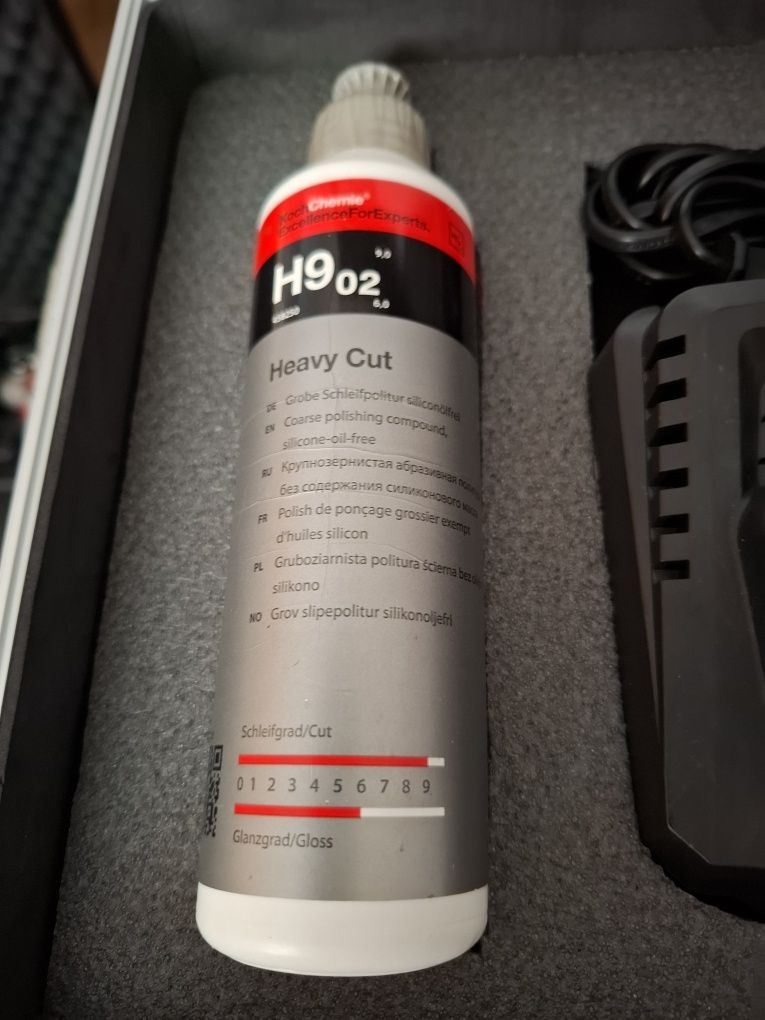 KochChemie®
ExcellenceForExperts.
H9 02
9,0
6,0
Heavy Cut
DE Grobe Schleifpolitur siliconölfrei
EN Coarse polishing compound,
silicone-oil-free
RU Крупнозернистая абразивная
без содержания силиконового
FR Polish de ponçage grossier exempt
d'huiles silicon
PL Gruboziarnista politura ścierna bez
silikono
NO Grov slipepolitur silikonoljefri
Schleifgrad/Cut
0 1 2 3 4 5 6 7 8 9
Glanzgrad/Gloss